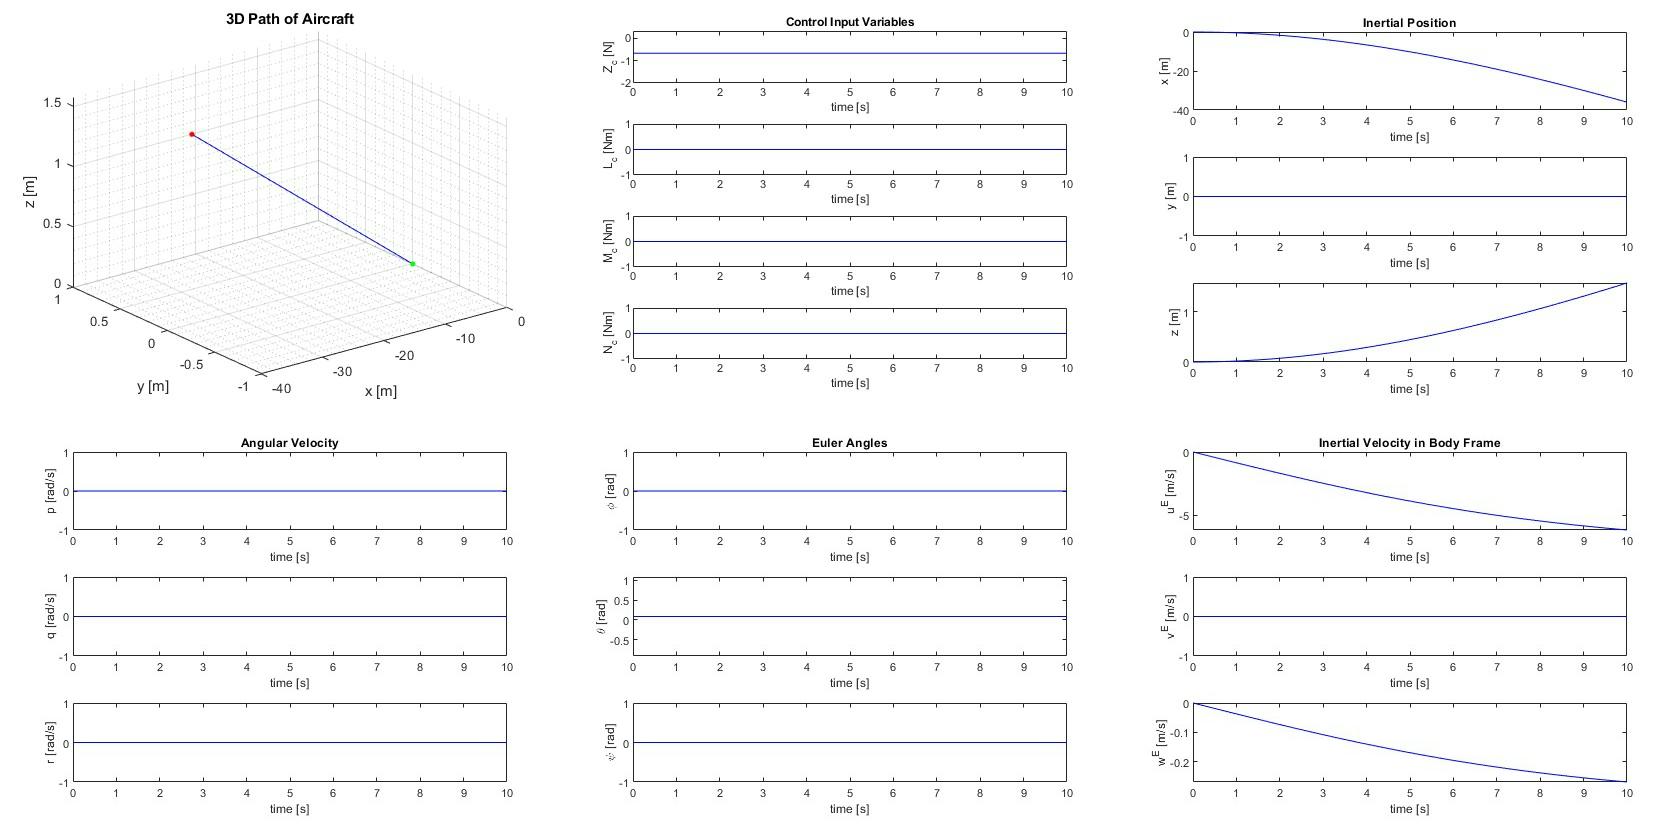 3D Path of Aircraft
1.5
1
0.5
0
z [m]
1
0.5
0
-0.5
-1
y [m]
-40
-30
-20
-10
0
x [m]
Control Input Variables
0
-1
-2
Z_c [N]
0 1 2 3 4 5 6 7 8 9 10
time [s]
1
0
-1
L_c [Nm]
0 1 2 3 4 5 6 7 8 9 10
time [s]
1
0
-1
M_c [Nm]
0 1 2 3 4 5 6 7 8 9 10
time [s]
1
0
-1
N_c [Nm]
0 1 2 3 4 5 6 7 8 9 10
time [s]
Inertial Position
0
-20
-40
x [m]
0 1 2 3 4 5 6 7 8 9 10
time [s]
1
0
-1
y [m]
0 1 2 3 4 5 6 7 8 9 10
time [s]
1
0
z [m]
0 1 2 3 4 5 6 7 8 9 10
time [s]
Angular Velocity
1
0
-1
p [rad/s]
0 1 2 3 4 5 6 7 8 9 10
time [s]
1
0
-1
q [rad/s]
0 1 2 3 4 5 6 7 8 9 10
time [s]
1
0
-1
r [rad/s]
0 1 2 3 4 5 6 7 8 9 10
time [s]
Euler Angles
1
0
-1
ϕ [rad]
0 1 2 3 4 5 6 7 8 9 10
time [s]
1
0.5
0
-0.5
θ [rad]
0 1 2 3 4 5 6 7 8 9 10
time [s]
1
0
-1
ψ [rad]
0 1 2 3 4 5 6 7 8 9 10
time [s]
Inertial Velocity in Body Frame
0
-5
u^E [m/s]
0 1 2 3 4 5 6 7 8 9 10
time [s]
1
0
-1
v^E [m/s]
0 1 2 3 4 5 6 7 8 9 10
time [s]
0
-0.1
-0.2
w^E [m/s]
0 1 2 3 4 5 6 7 8 9 10
time [s]